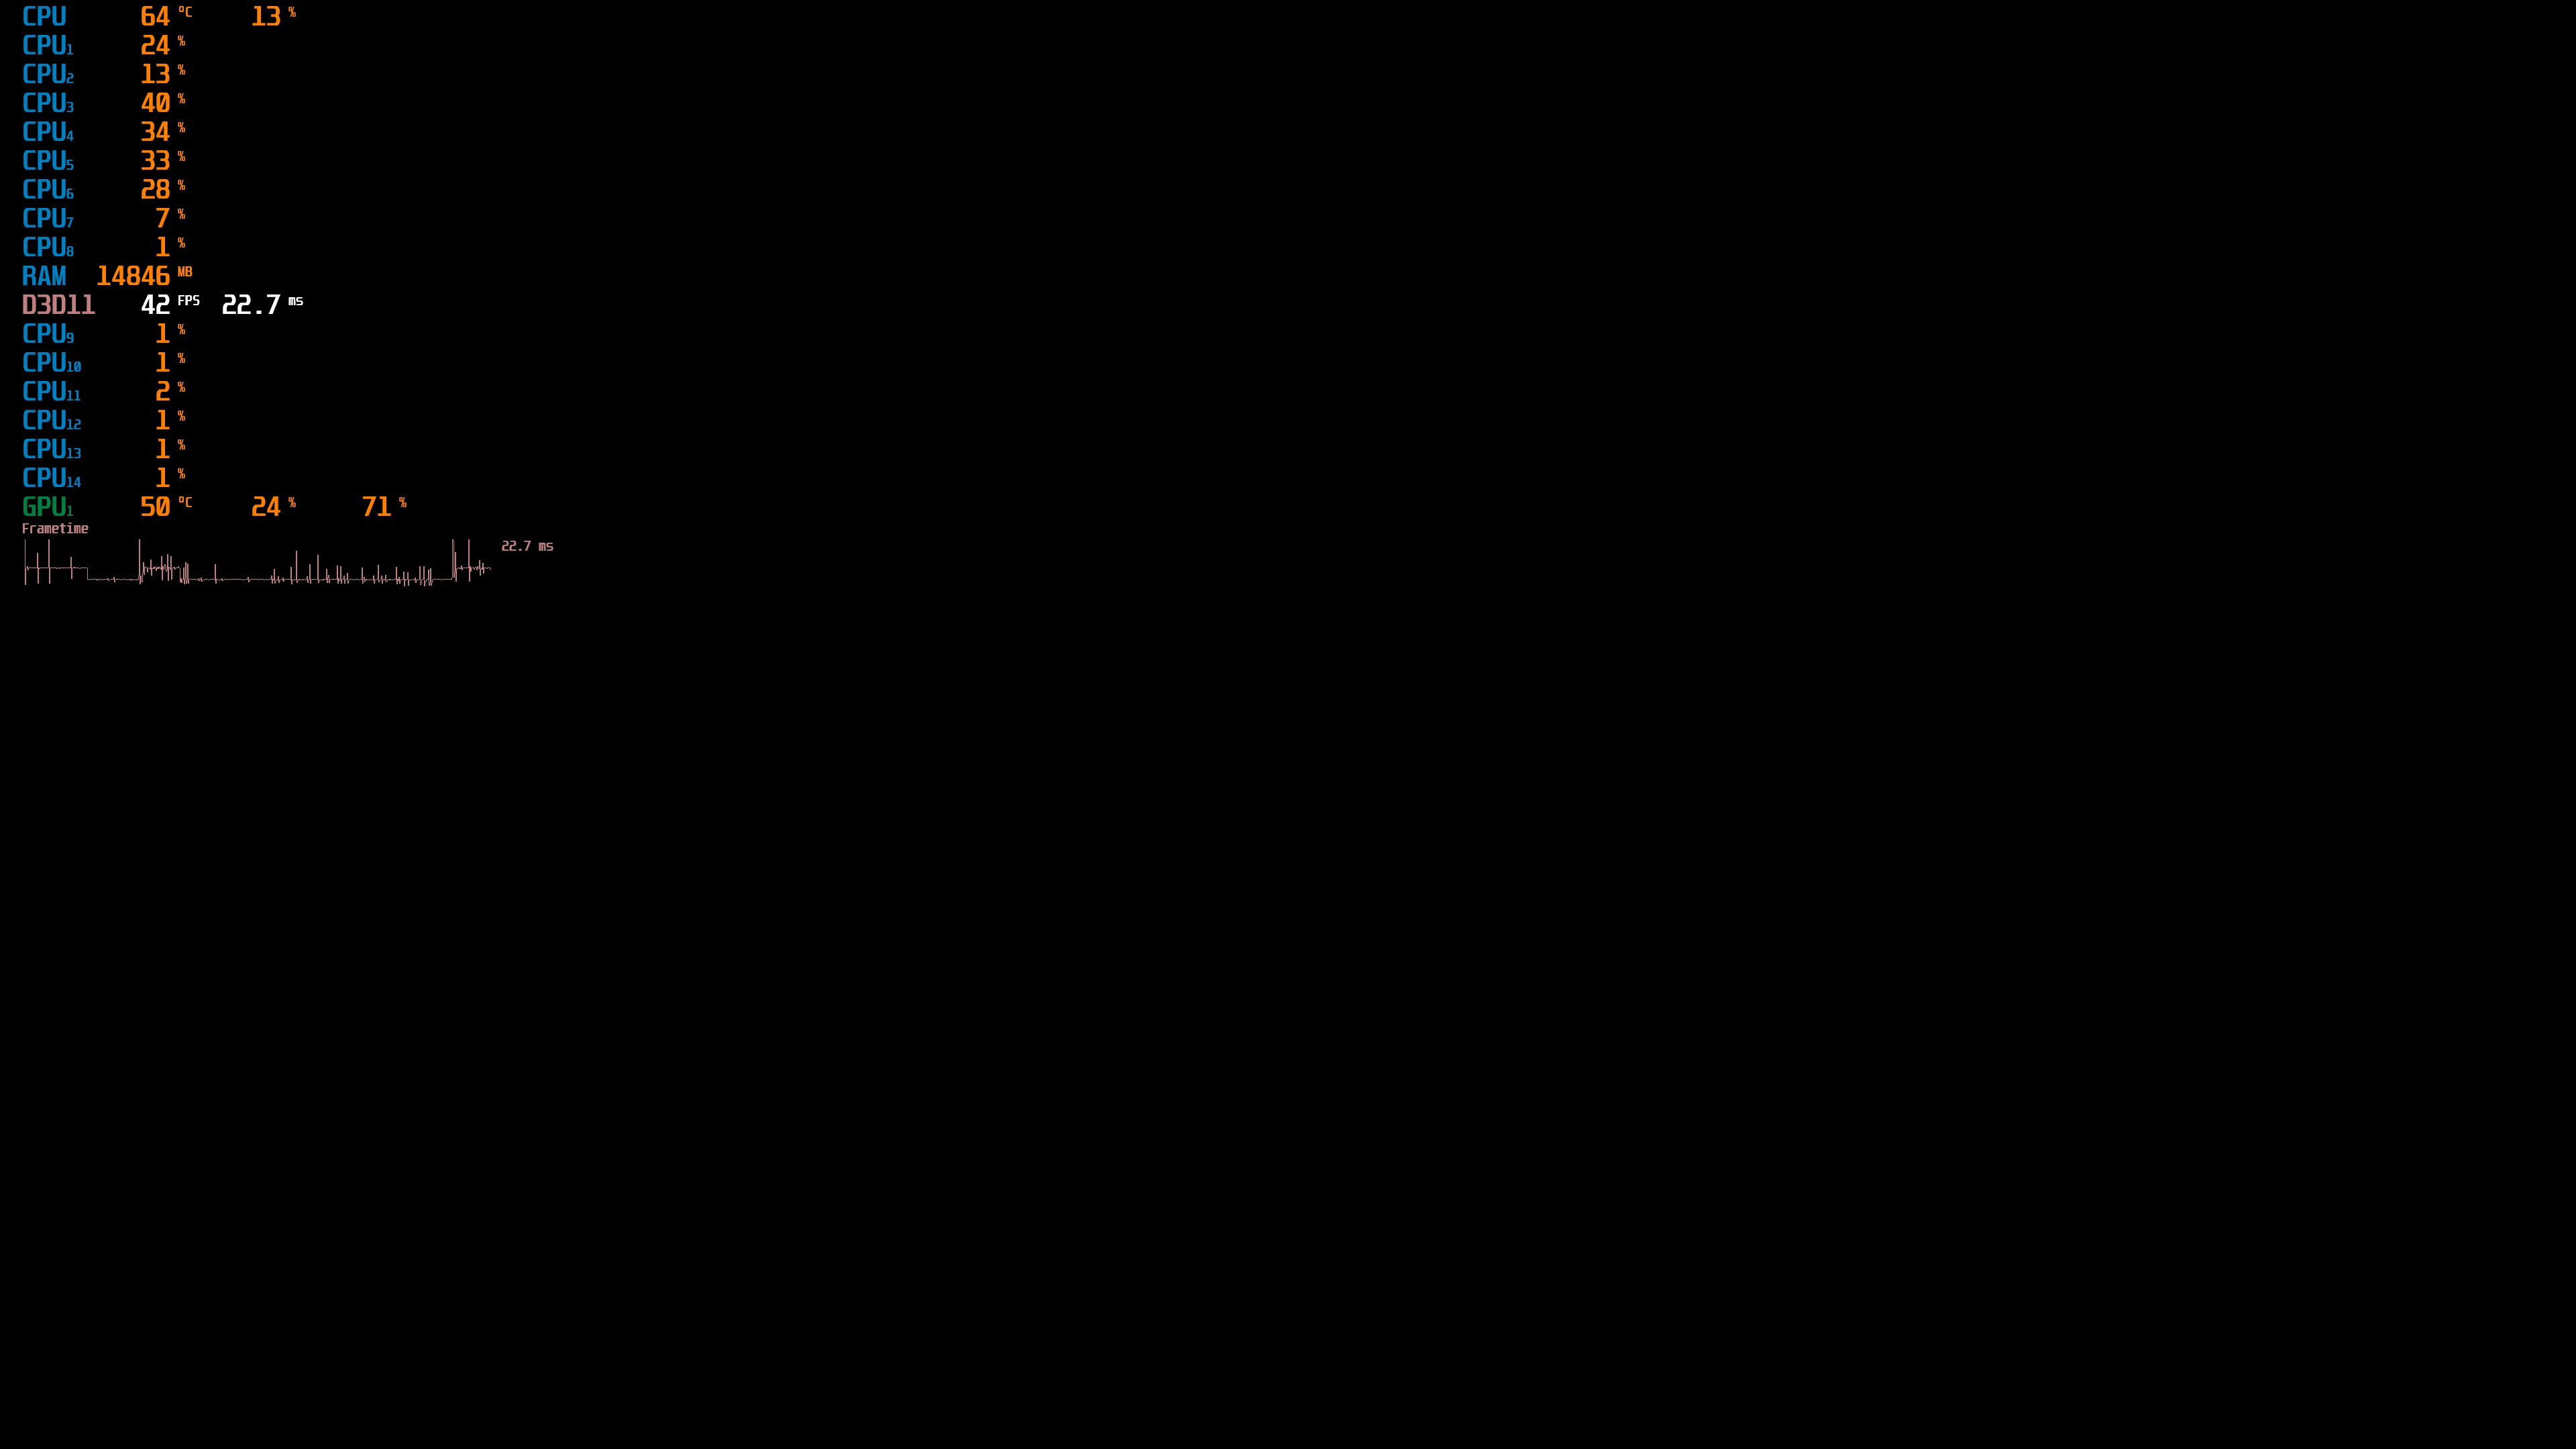 CPU 64 °C 13 %
CPU1 24 %
CPU2 13 %
CPU3 40 %
CPU4 34 %
CPU5 33 %
CPU6 28 %
CPU7 7 %
CPU8 1 %
RAM 14846 MB
D3D11 42 FPS 22.7 ms
CPU9 1 %
CPU10 1 %
CPU11 2 %
CPU12 1 %
CPU13 1 %
CPU14 1 %
GPU1 50 °C 24 % 71 %
Frametime
22.7 ms